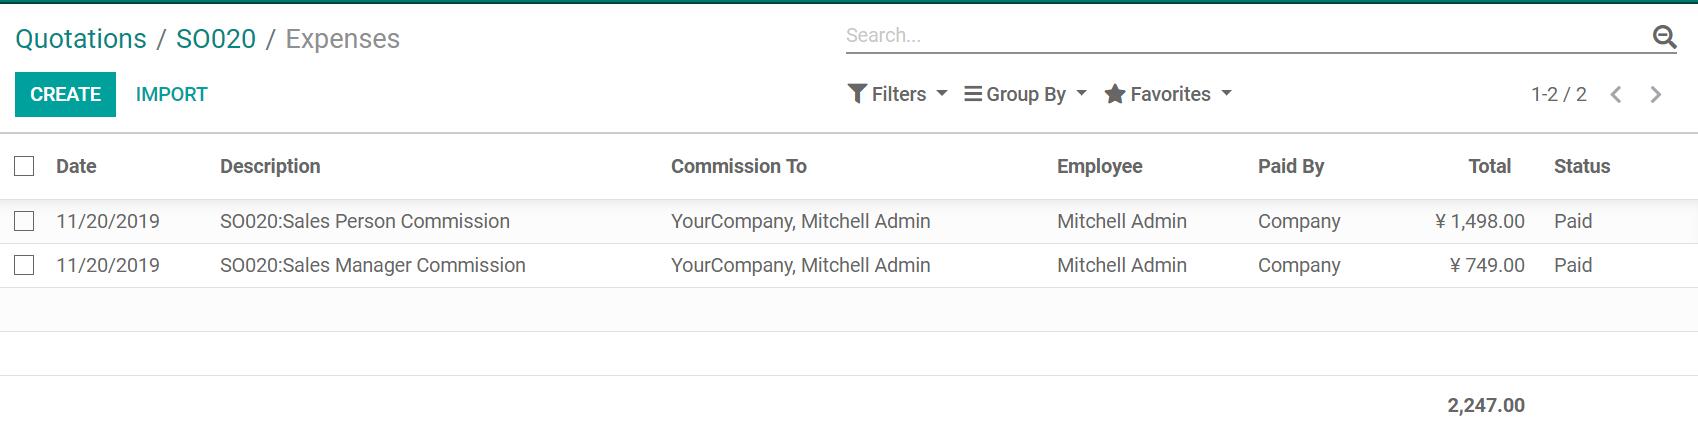 Quotations / SO020 / Expenses
Search...
CREATE IMPORT
Filters Group By Favorites 1-2 / 2
Date Description Commission To Employee Paid By Total Status
11/20/2019 SO020:Sales Person Commission YourCompany, Mitchell Admin Mitchell Admin Company ¥ 1,498.00 Paid
11/20/2019 SO020:Sales Manager Commission YourCompany, Mitchell Admin Mitchell Admin Company ¥ 749.00 Paid
2,247.00